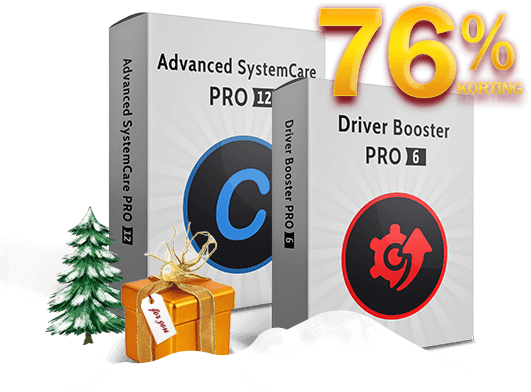 76%
KORTING
Advanced SystemCare
PRO 12
Advanced SystemCare PRO 12
C
Driver Booster
PRO 6
Driver Booster PRO 6
for you